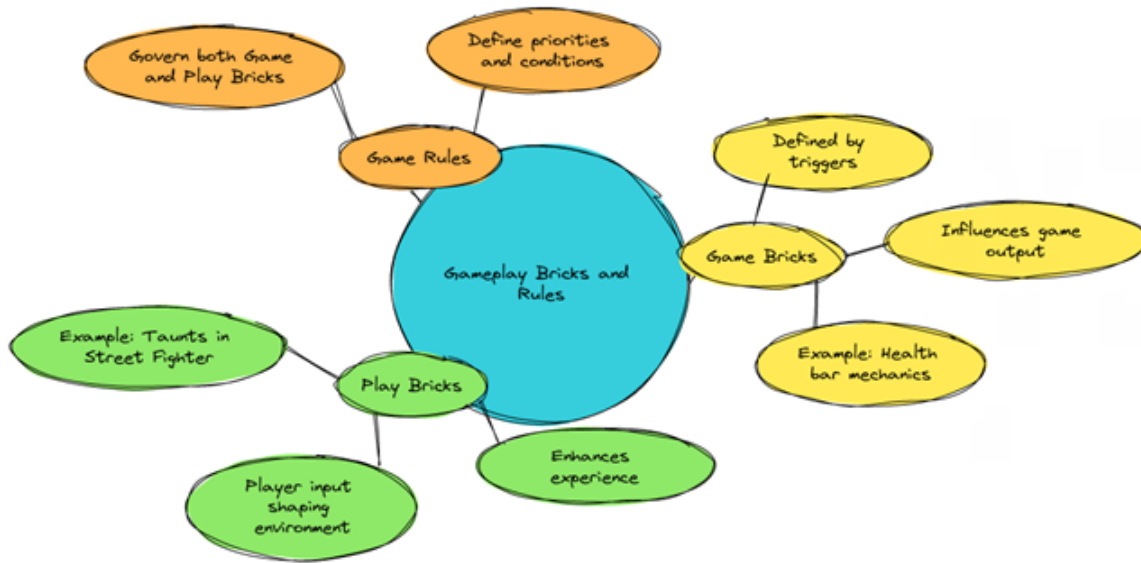 Govern both Game
and Play Bricks
Define priorities
and conditions
Game Rules
Defined by
triggers
Game Bricks
Influences game
output
Example: Health
bar mechanics
Gameplay Bricks and
Rules
Example: Taunts in
Street Fighter
Play Bricks
Player input
shaping
environment
Enhances
experience